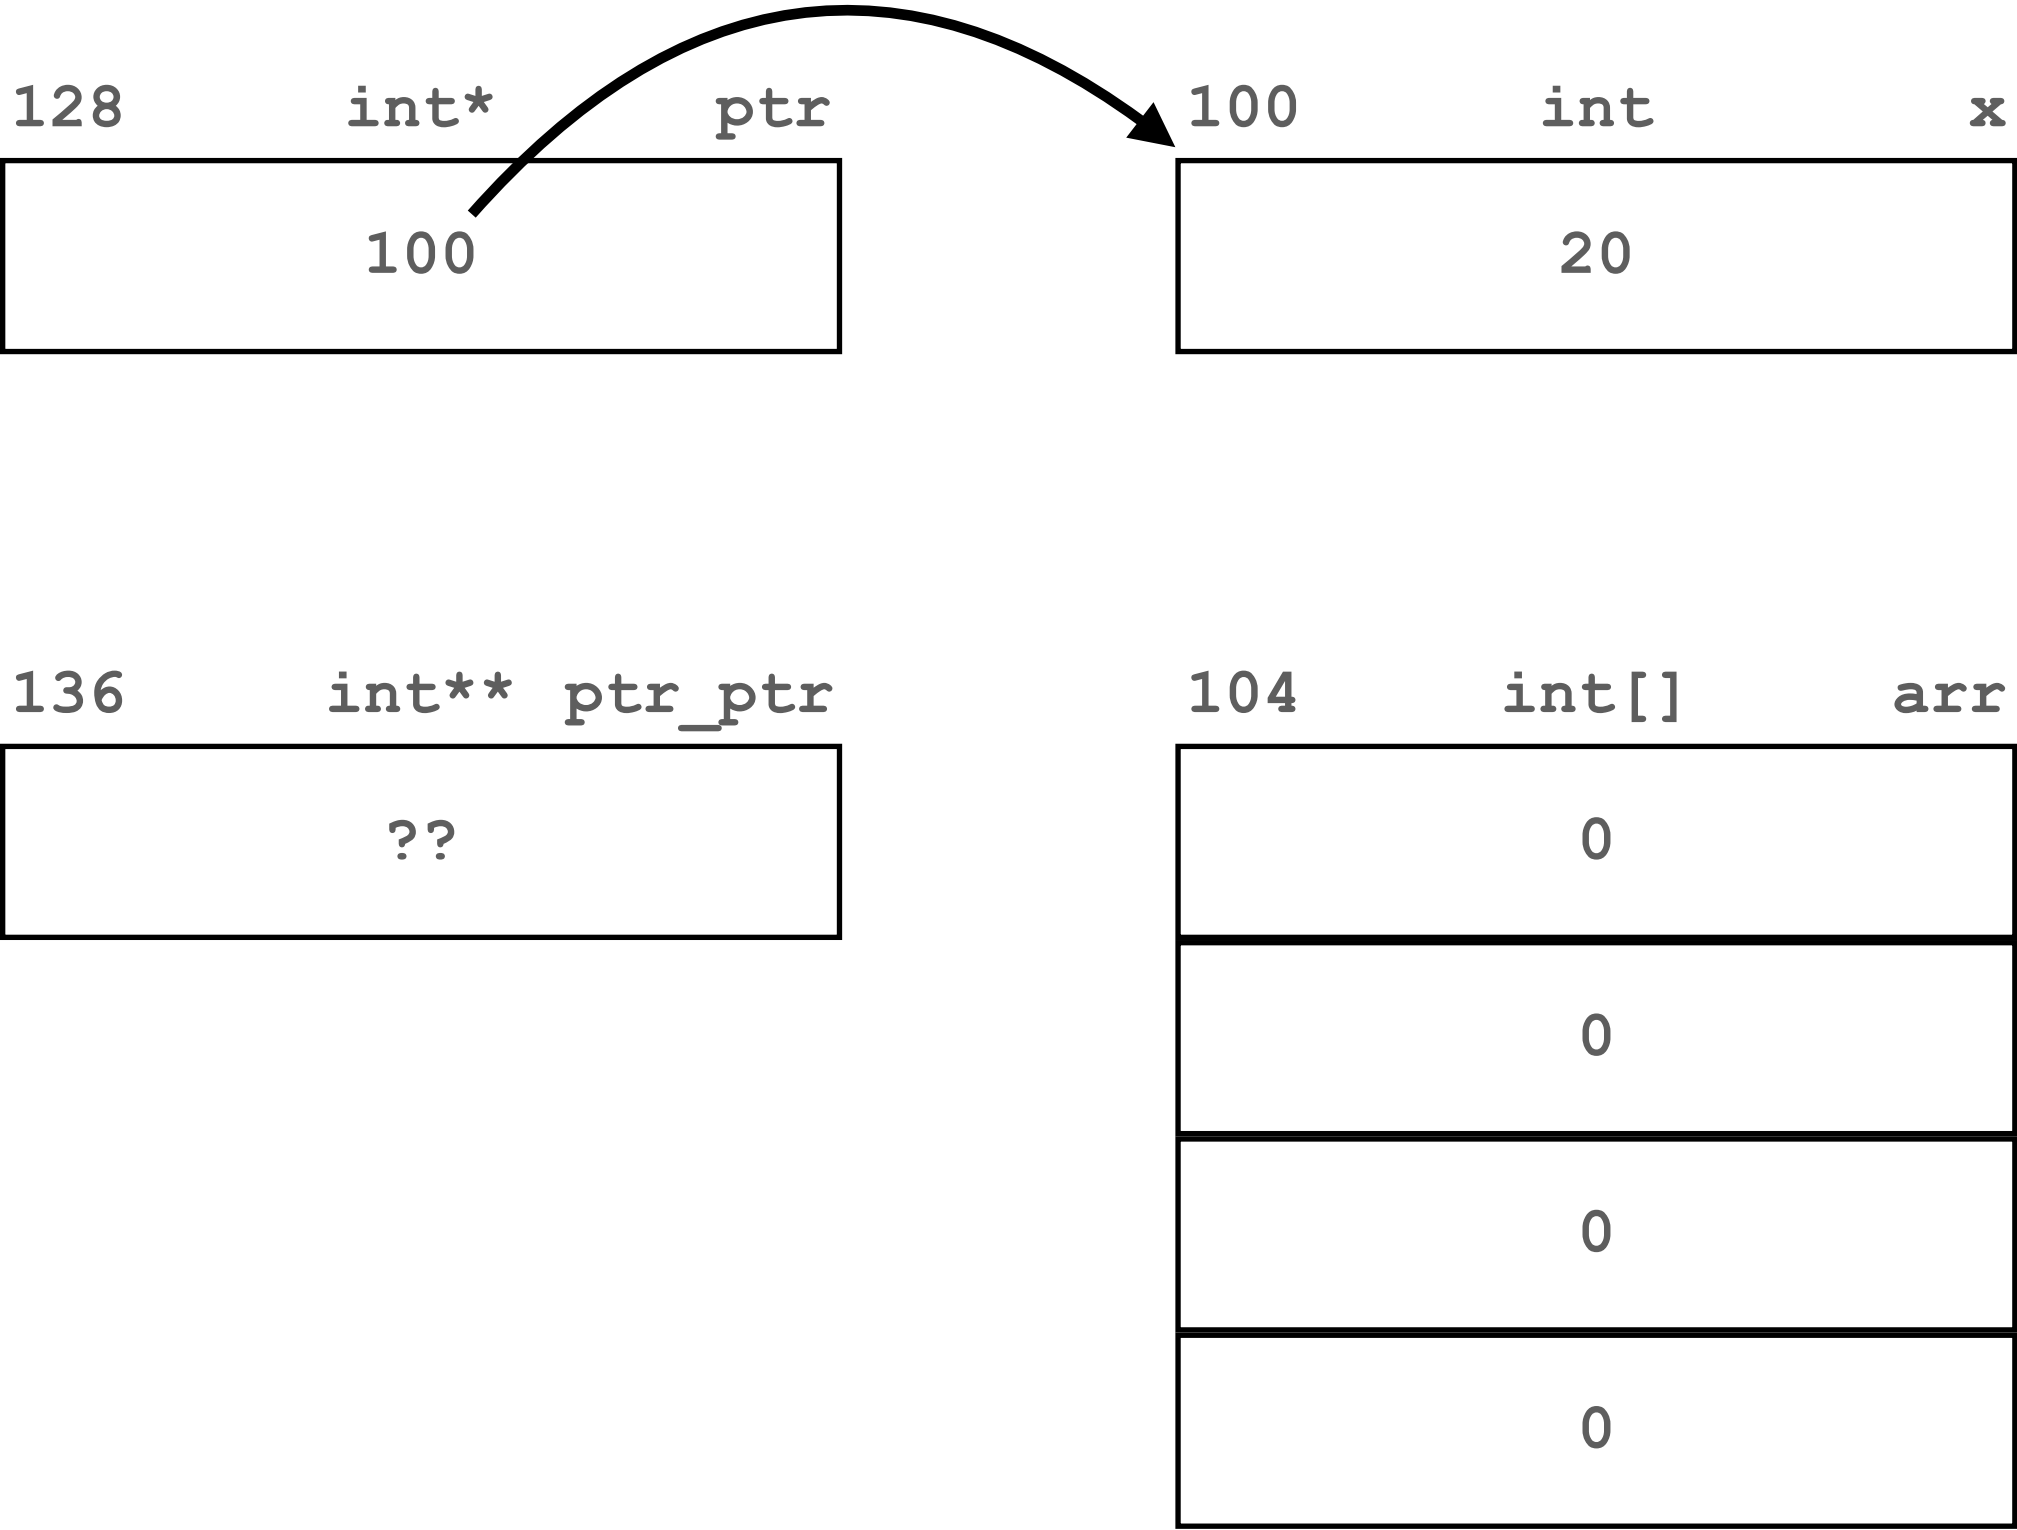 128 int* ptr
100 int x
100
20
136 int** ptr_ptr
104 int[] arr
??
0
0
0
0